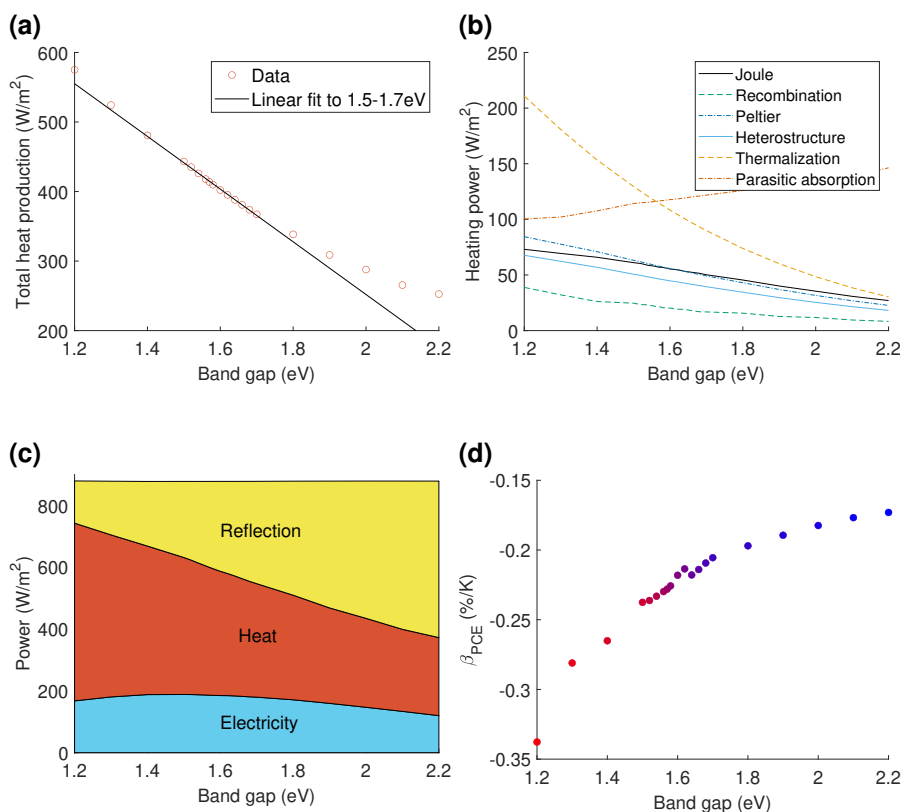 (a)
600
500
400
300
200
Total heat production (W/m²)
1.2 1.4 1.6 1.8 2 2.2
Band gap (eV)
Data
Linear fit to 1.5-1.7eV
(b)
250
200
150
100
50
0
Heating power (W/m²)
1.2 1.4 1.6 1.8 2 2.2
Band gap (eV)
Joule
Recombination
Peltier
Heterostructure
Thermalization
Parasitic absorption
(c)
800
600
400
200
0
Power (W/m²)
1.2 1.4 1.6 1.8 2 2.2
Band gap (eV)
Reflection
Heat
Electricity
(d)
-0.15
-0.2
-0.25
-0.3
-0.35
β_PCE (%/K)
1.2 1.4 1.6 1.8 2 2.2
Band gap (eV)